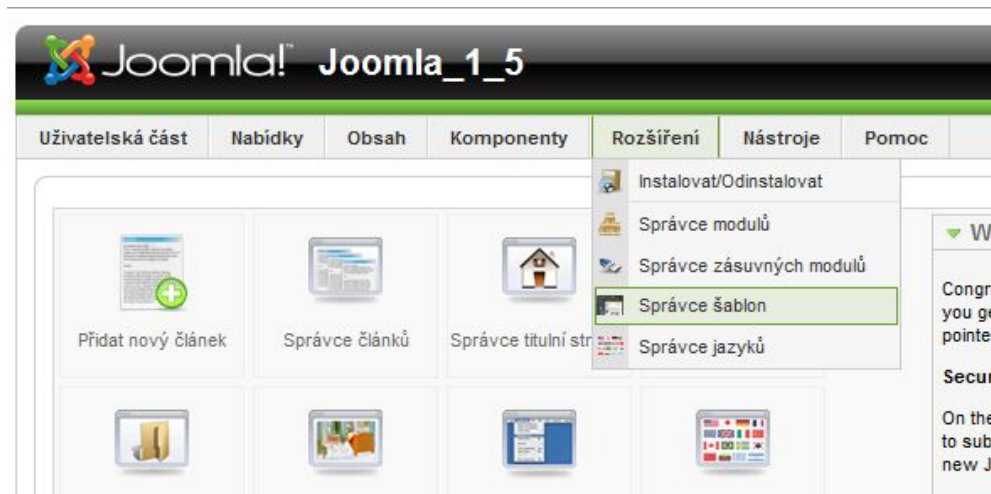 Joomla!™ Joomla_1_5
Uživatelská část Nabídky Obsah Komponenty Rozšíření Nástroje Pomoc
Instalovat/Odinstalovat
Správce modulů
Správce zásuvných modulů
Správce šablon
Správce jazyků
Přidat nový článek
Správce článků
Správce titulní str
W
Congr
you ge
pointe
Secur
On the
to sub
new J